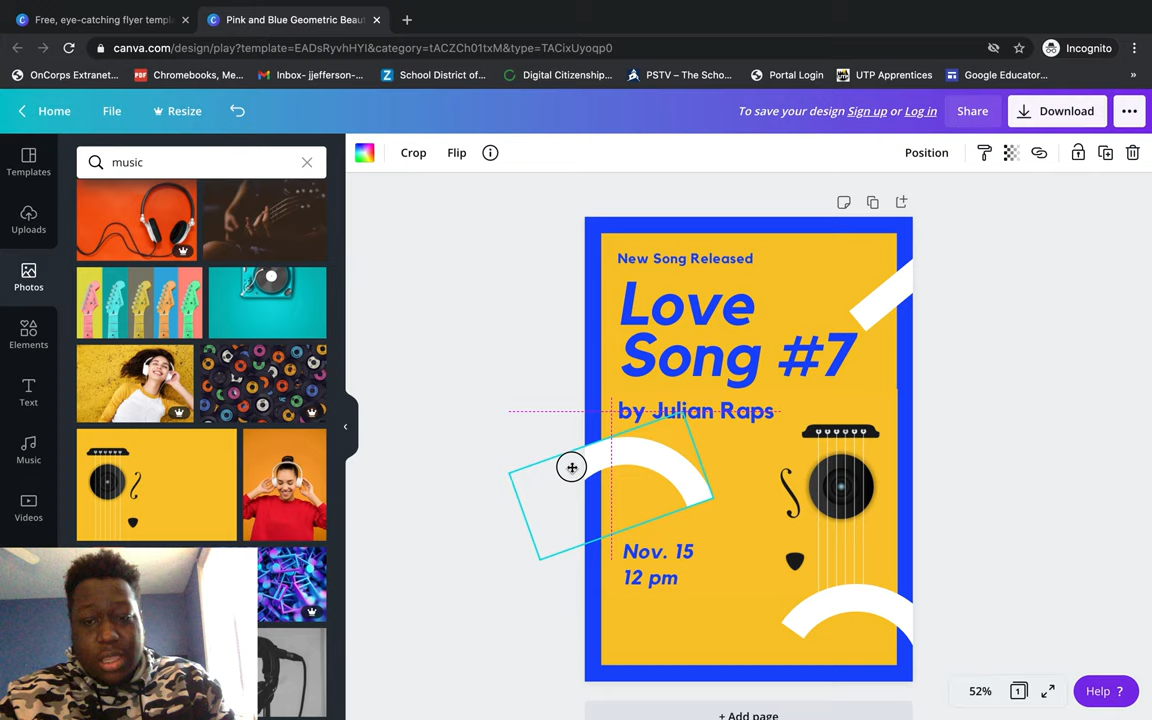 Free, eye-catching flyer templ
Pink and Blue Geometric Beaut
canva.com/design/play?template=EADsRyvhHYI&category=tACZCh01txM&type=TACixUyoqp0
Incognito
OnCorps Extranet...
Chromebooks, Me...
Inbox- jjefferson-...
School District of...
Digital Citizenship...
PSTV – The Scho...
Portal Login
UTP Apprentices
Google Educator...
»
Home
File
Resize
To save your design Sign up or Log in
Share
Download
Templates
Uploads
Photos
Elements
Text
Music
Videos
music
Crop
Flip
Position
New Song Released
Love
Song #7
by Julian Raps
Nov. 15
12 pm
+ Add page
52%
1
Help ?